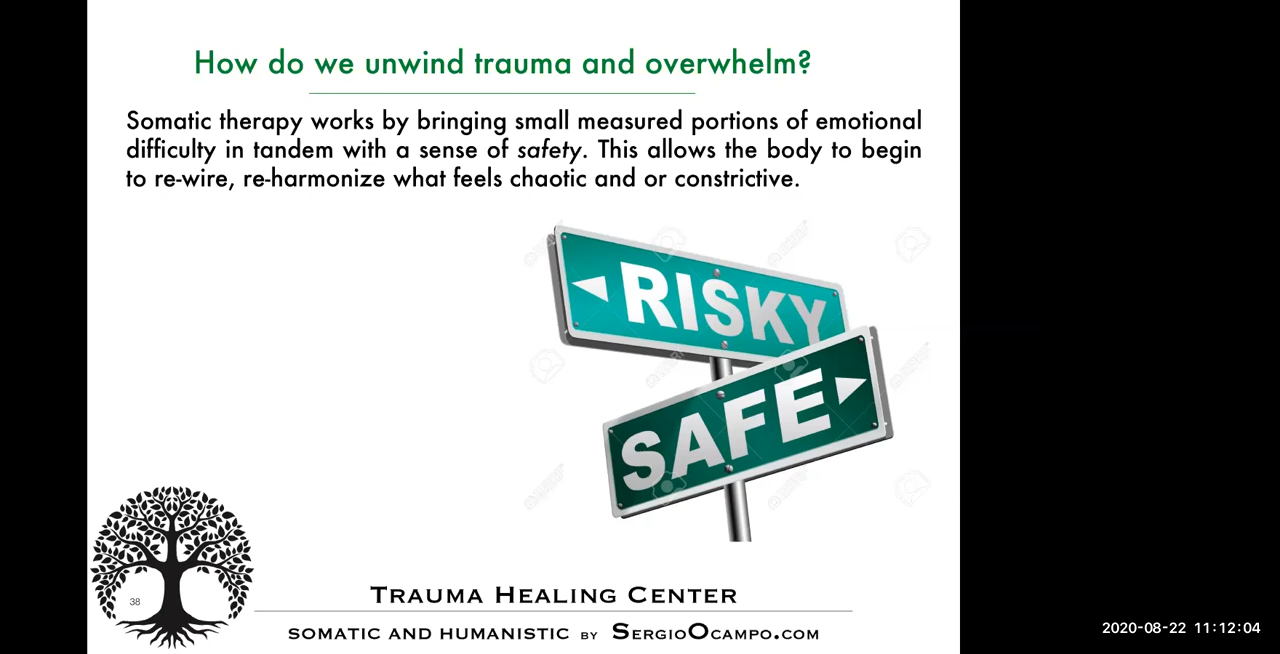 How do we unwind trauma and overwhelm?
Somatic therapy works by bringing small measured portions of emotional
difficulty in tandem with a sense of safety. This allows the body to begin
to re-wire, re-harmonize what feels chaotic and or constrictive.
RISKY
SAFE
38
TRAUMA HEALING CENTER
SOMATIC AND HUMANISTIC BY SERGIOOCAMPO.COM
2020-08-22 11:12:04